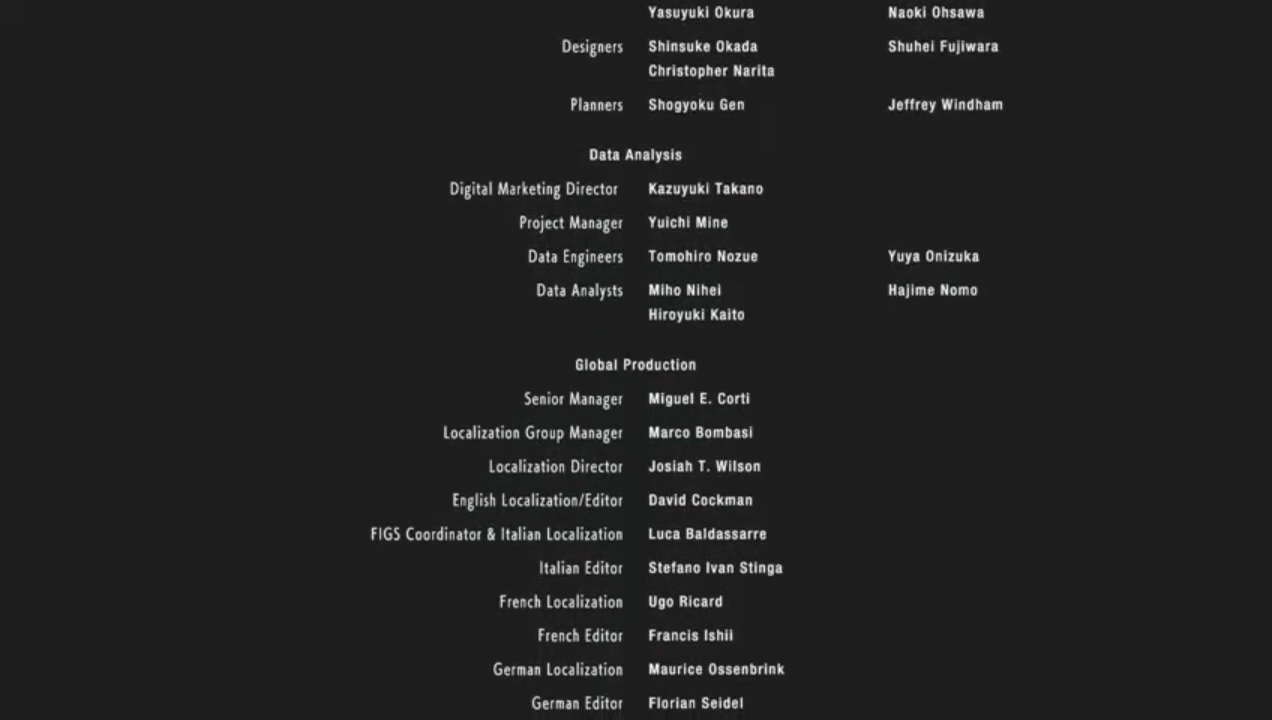 Yasuyuki Okura Naoki Ohsawa
Designers Shinsuke Okada Shuhei Fujiwara
Christopher Narita
Planners Shogyoku Gen Jeffrey Windham
Data Analysis
Digital Marketing Director Kazuyuki Takano
Project Manager Yuichi Mine
Data Engineers Tomohiro Nozue Yuya Onizuka
Data Analysts Miho Nihei Hajime Nomo
Hiroyuki Kaito
Global Production
Senior Manager Miguel E. Corti
Localization Group Manager Marco Bombasi
Localization Director Josiah T. Wilson
English Localization/Editor David Cockman
FIGS Coordinator & Italian Localization Luca Baldassarre
Italian Editor Stefano Ivan Stinga
French Localization Ugo Ricard
French Editor Francis Ishii
German Localization Maurice Ossenbrink
German Editor Florian Seidel